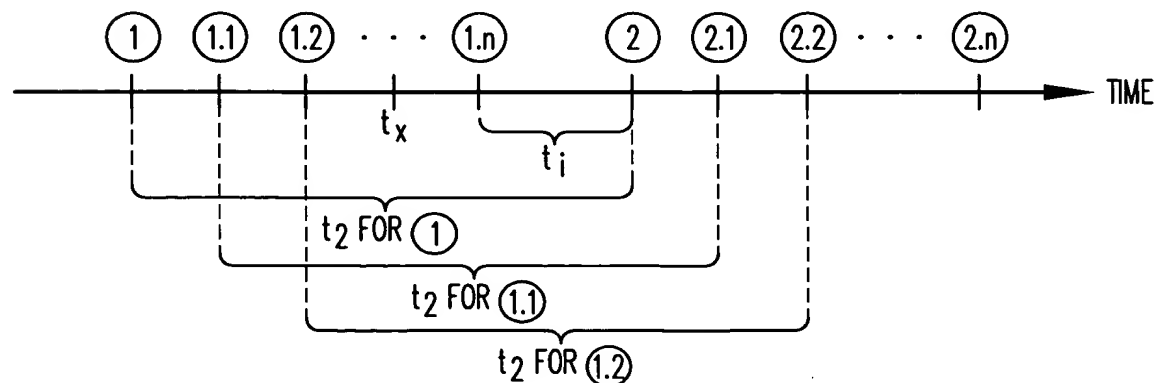 1 1.1 1.2 · · · · 1.n 2 2.1 2.2 · · · · 2.n
TIME
tx
ti
t2 FOR 1
t2 FOR 1.1
t2 FOR 1.2